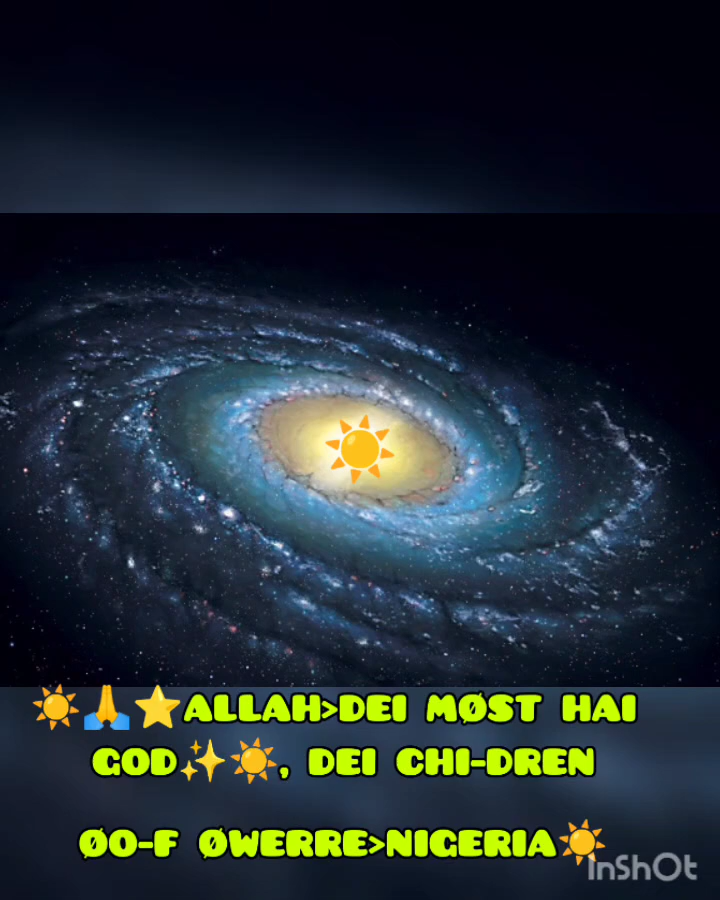 ☀️🙏⭐ALLAH>DEI MØST HAI
GOD✨☀️, DEI CHI-DREN
ØO-F ØWERRE>NIGERIA☀️
InShOt